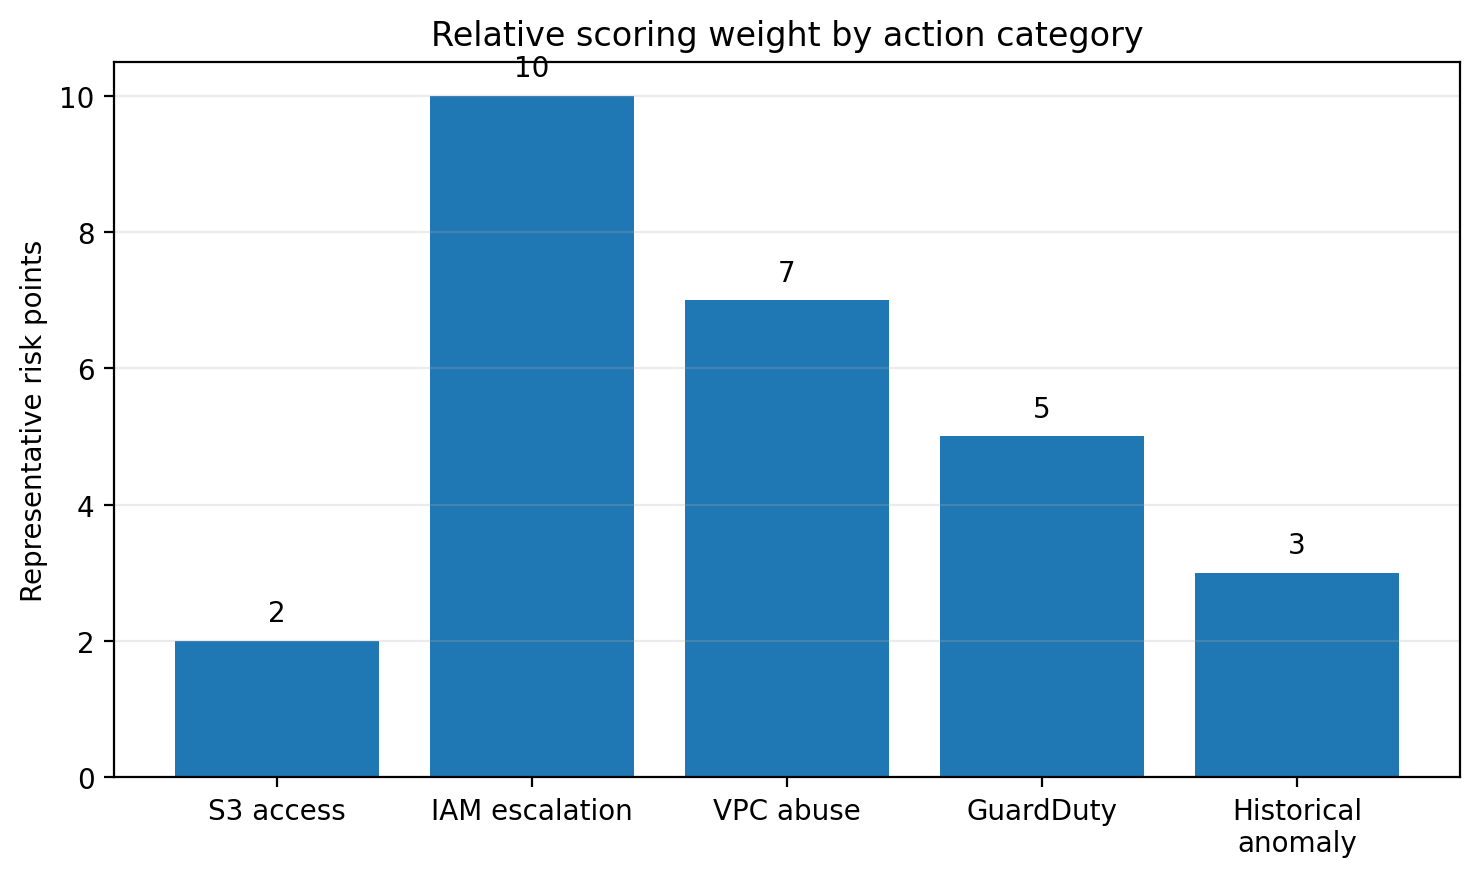 Relative scoring weight by action category
Representative risk points
10
8
6
4
2
0
2
10
7
5
3
S3 access
IAM escalation
VPC abuse
GuardDuty
Historical
anomaly